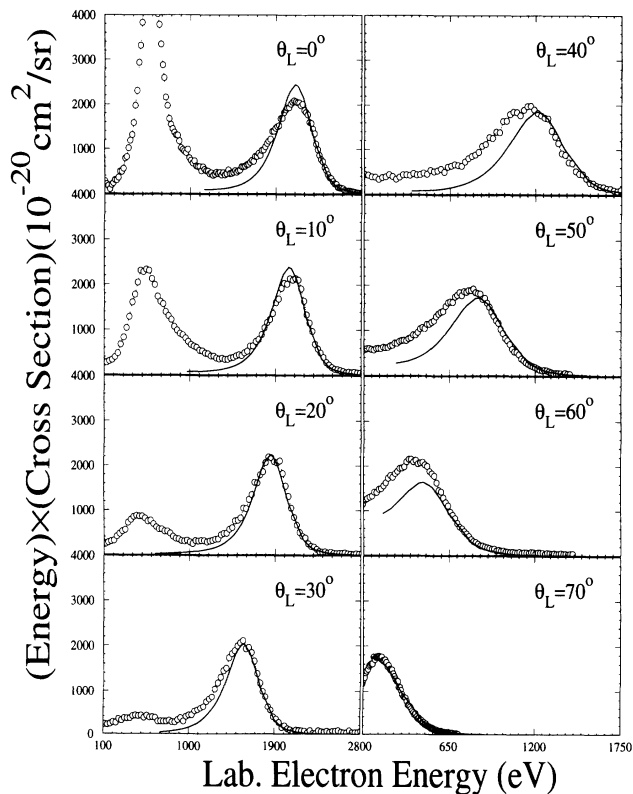 (Energy)×(Cross Section)(10⁻²⁰cm²/sr)
4000
3000
2000
1000
θL=0°
θL=40°
4000
3000
2000
1000
θL=10°
θL=50°
4000
3000
2000
1000
θL=20°
θL=60°
4000
3000
2000
1000
0
θL=30°
θL=70°
100 1000 1900 2800 650 1200 1750
Lab. Electron Energy (eV)